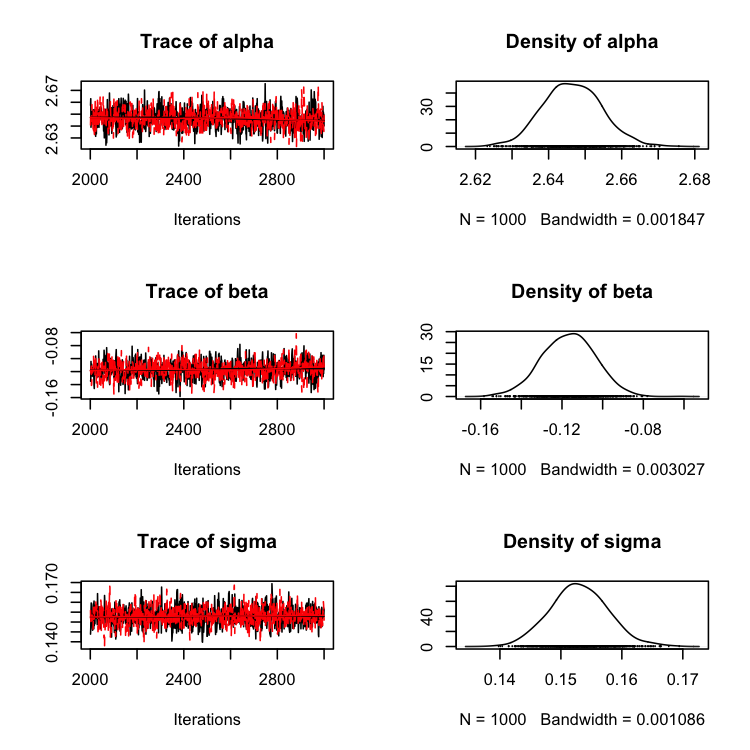 Trace of alpha
2.63 2.67
2000 2400 2800
Iterations
Density of alpha
0 30
2.62 2.64 2.66 2.68
N = 1000 Bandwidth = 0.001847
Trace of beta
-0.16 -0.08
2000 2400 2800
Iterations
Density of beta
0 15 30
-0.16 -0.12 -0.08
N = 1000 Bandwidth = 0.003027
Trace of sigma
0.140 0.170
2000 2400 2800
Iterations
Density of sigma
0 40
0.14 0.15 0.16 0.17
N = 1000 Bandwidth = 0.001086